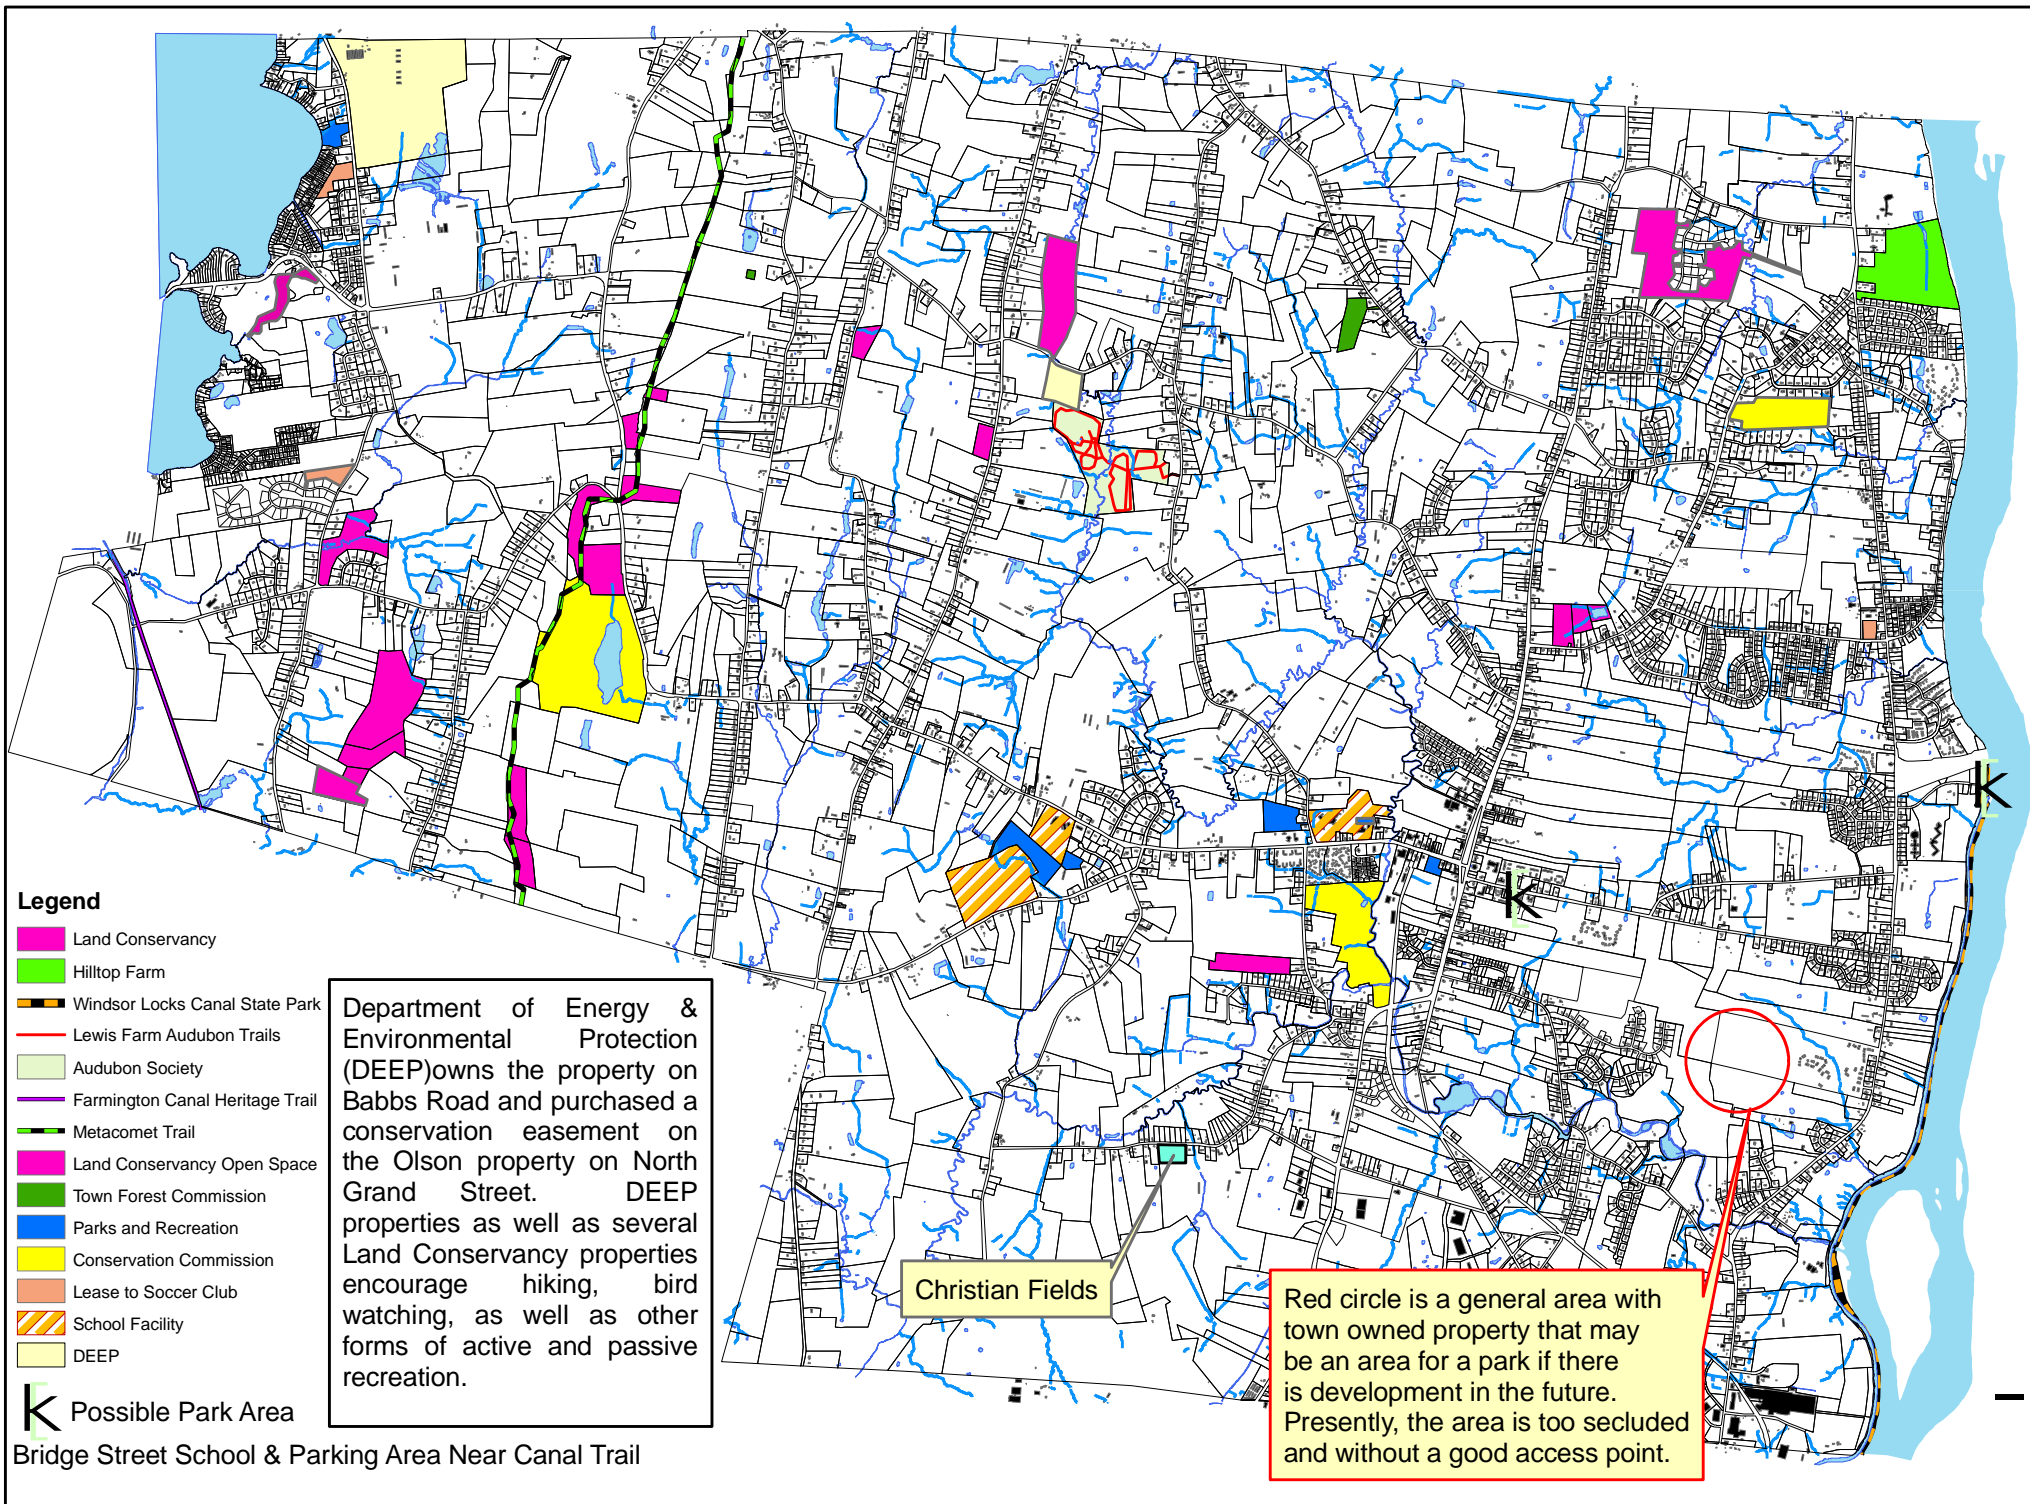 Legend
Land Conservancy
Hilltop Farm
Windsor Locks Canal State Park
Lewis Farm Audubon Trails
Audubon Society
Farmington Canal Heritage Trail
Metacomet Trail
Land Conservancy Open Space
Town Forest Commission
Parks and Recreation
Conservation Commission
Lease to Soccer Club
School Facility
DEEP
Possible Park Area
Bridge Street School & Parking Area Near Canal Trail
Department of Energy &
Environmental Protection
(DEEP)owns the property on
Babbs Road and purchased a
conservation easement on
the Olson property on North
Grand Street. DEEP
properties as well as several
Land Conservancy properties
encourage hiking, bird
watching, as well as other
forms of active and passive
recreation.
Christian Fields
Red circle is a general area with
town owned property that may
be an area for a park if there
is development in the future.
Presently, the area is too secluded
and without a good access point.